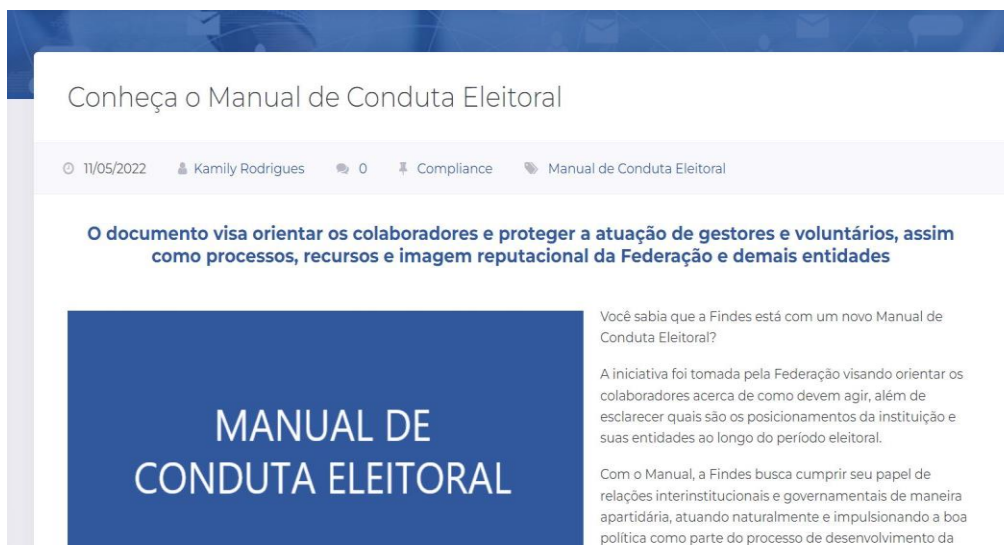 Conheça o Manual de Conduta Eleitoral
11/05/2022 Kamily Rodrigues 0 Compliance Manual de Conduta Eleitoral
O documento visa orientar os colaboradores e proteger a atuação de gestores e voluntários, assim
como processos, recursos e imagem reputacional da Federação e demais entidades
MANUAL DE
CONDUTA ELEITORAL
Você sabia que a Findes está com um novo Manual de
Conduta Eleitoral?
A iniciativa foi tomada pela Federação visando orientar os
colaboradores acerca de como devem agir, além de
esclarecer quais são os posicionamentos da instituição e
suas entidades ao longo do período eleitoral.
Com o Manual, a Findes busca cumprir seu papel de
relações interinstitucionais e governamentais de maneira
apartidária, atuando naturalmente e impulsionando a boa
política como parte do processo de desenvolvimento da